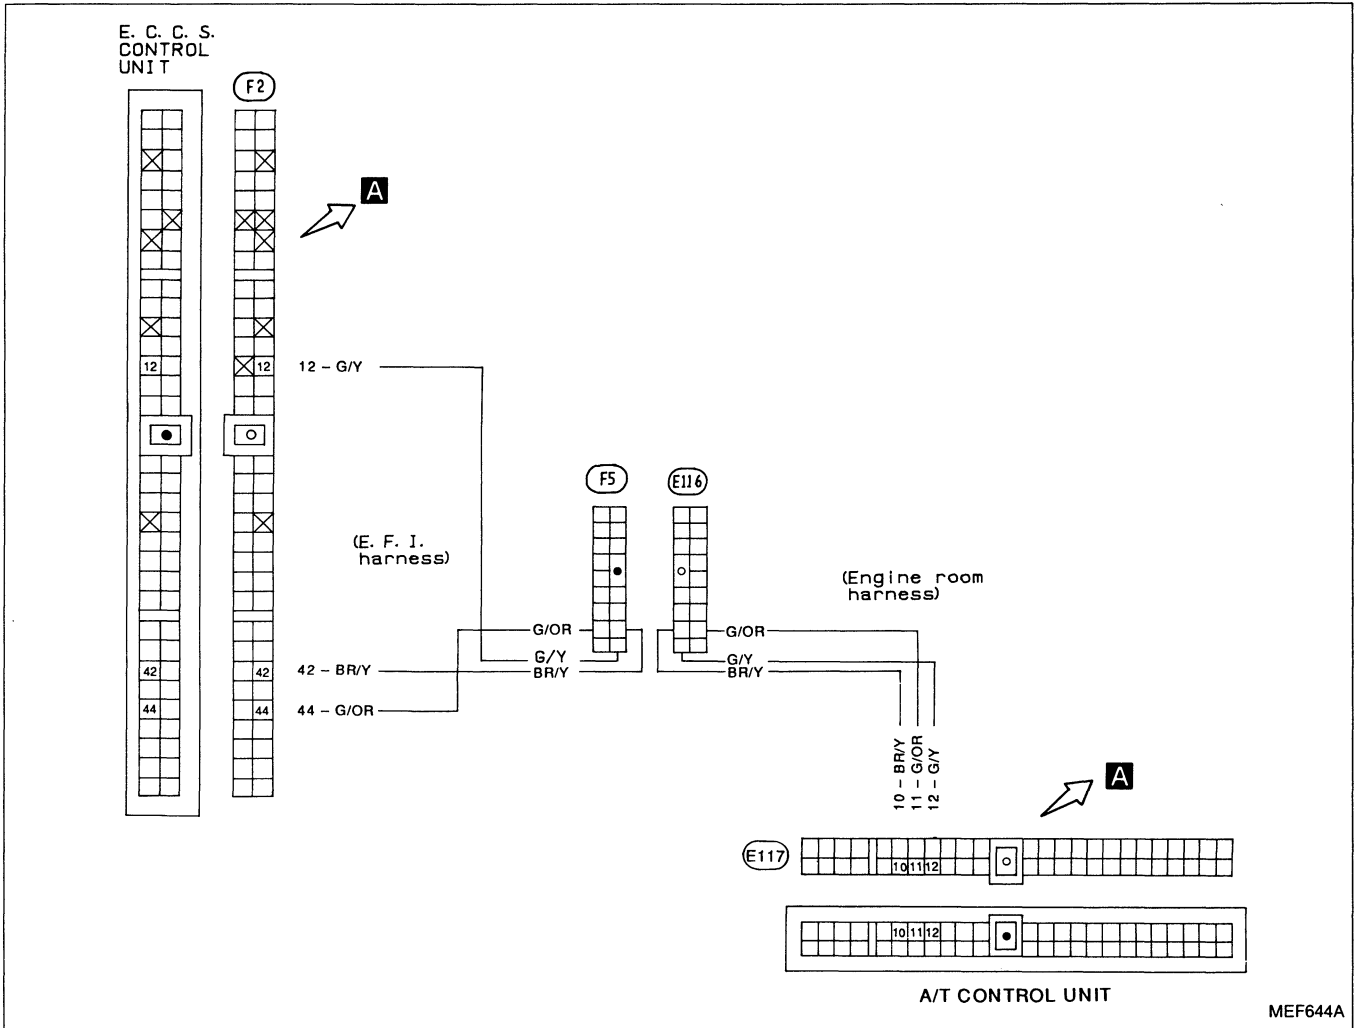 E. C. C. S.
CONTROL
UNIT
F2
A
12
12
12 – G/Y
F5
E116
(E. F. I.
harness)
(Engine room
harness)
G/OR
G/OR
G/Y
G/Y
42
42
42 – BR/Y
BR/Y
BR/Y
44
44
44 – G/OR
10 – BR/Y
11 – G/OR
12 – G/Y
A
E117
10 11 12
10 11 12
A/T CONTROL UNIT
MEF644A